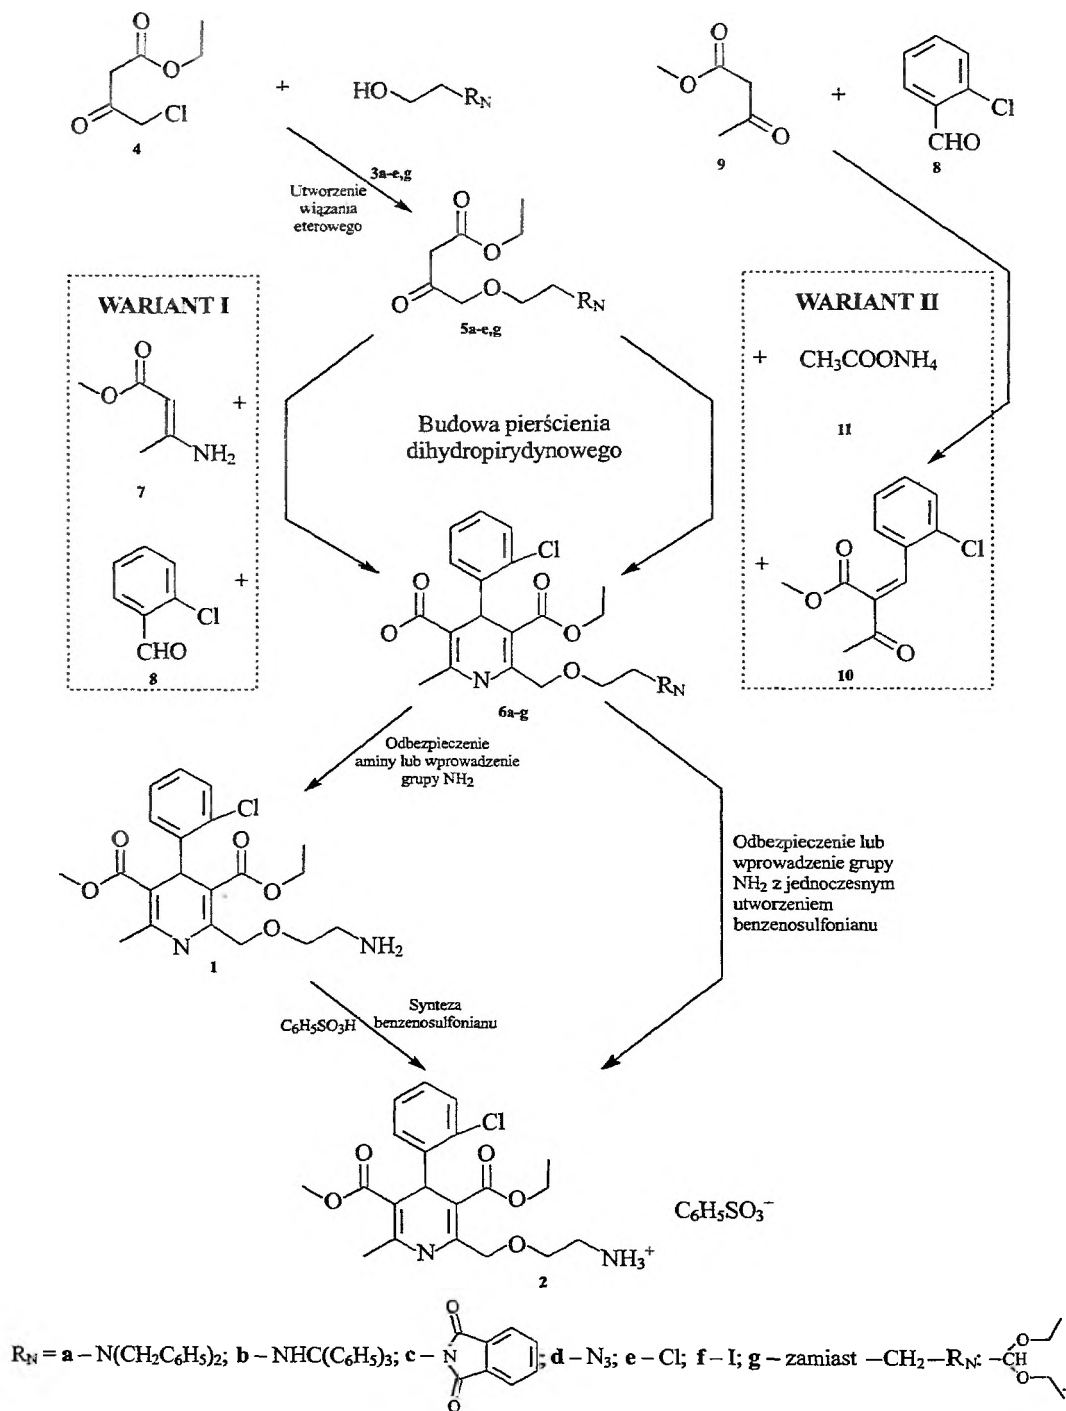 O
O
O
Cl
4
+
HO
R_N
3a-e,g
Utworzenie
wiązania
eterowego
O
O
O
9
+
Cl
CHO
8
O
O
O
O
R_N
5a-e,g
WARIANT I
O
O
NH₂
+
7
Cl
+
CHO
8
Budowa pierścienia
dihydropirydynowego
WARIANT II
+
CH₃COONH₄
11
+
Cl
O
O
O
10
Cl
O
O
O
O
N
O
R_N
6a-g
Odbezpieczenie
aminy lub wprowadzenie
grupy NH₂
Cl
O
O
O
O
N
O
NH₂
1
Odbezpieczenie lub
wprowadzenie grupy
NH₂ z jednoczesnym
utworzeniem
benzenosulfonianu
C₆H₅SO₃H
Synteza
benzenosulfonianu
Cl
O
O
O
O
N
O
NH₃⁺
2
C₆H₅SO₃⁻
R_N = a – N(CH₂C₆H₅)₂; b – NHC(C₆H₅)₃; c – N O O; d – N₃; e – Cl; f – I; g – zamiast –CH₂–R_N: –CH O O.